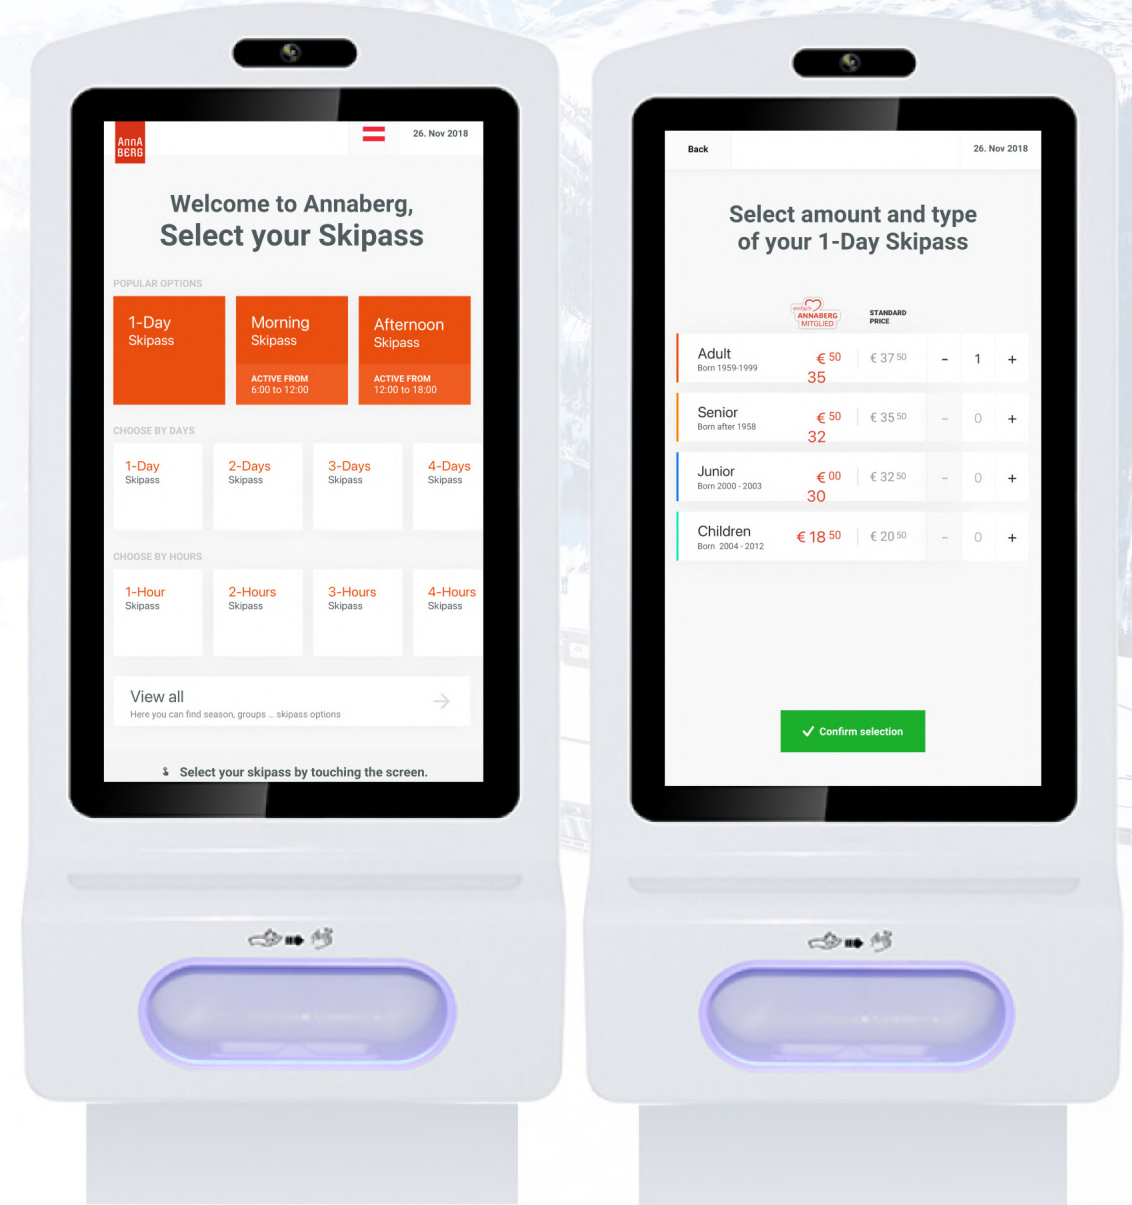 AnnA
BERG
26. Nov 2018
Welcome to Annaberg,
Select your Skipass
POPULAR OPTIONS
1-Day
Skipass
Morning
Skipass
ACTIVE FROM
6:00 to 12:00
Afternoon
Skipass
ACTIVE FROM
12:00 to 18:00
CHOOSE BY DAYS
1-Day
Skipass
2-Days
Skipass
3-Days
Skipass
4-Days
Skipass
CHOOSE BY HOURS
1-Hour
Skipass
2-Hours
Skipass
3-Hours
Skipass
4-Hours
Skipass
View all
Here you can find season, groups ... skipass options
Select your skipass by touching the screen.
Back
26. Nov 2018
Select amount and type
of your 1-Day Skipass
einfach
ANNABERG
MITGLIED
STANDARD
PRICE
Adult
Born 1959-1999
€ 50
35
€ 37 50
- 1 +
Senior
Born after 1958
€ 50
32
€ 35 50
- 0 +
Junior
Born 2000 - 2003
€ 00
30
€ 32 50
- 0 +
Children
Born 2004 - 2012
€ 18 50
€ 20 50
- 0 +
Confirm selection